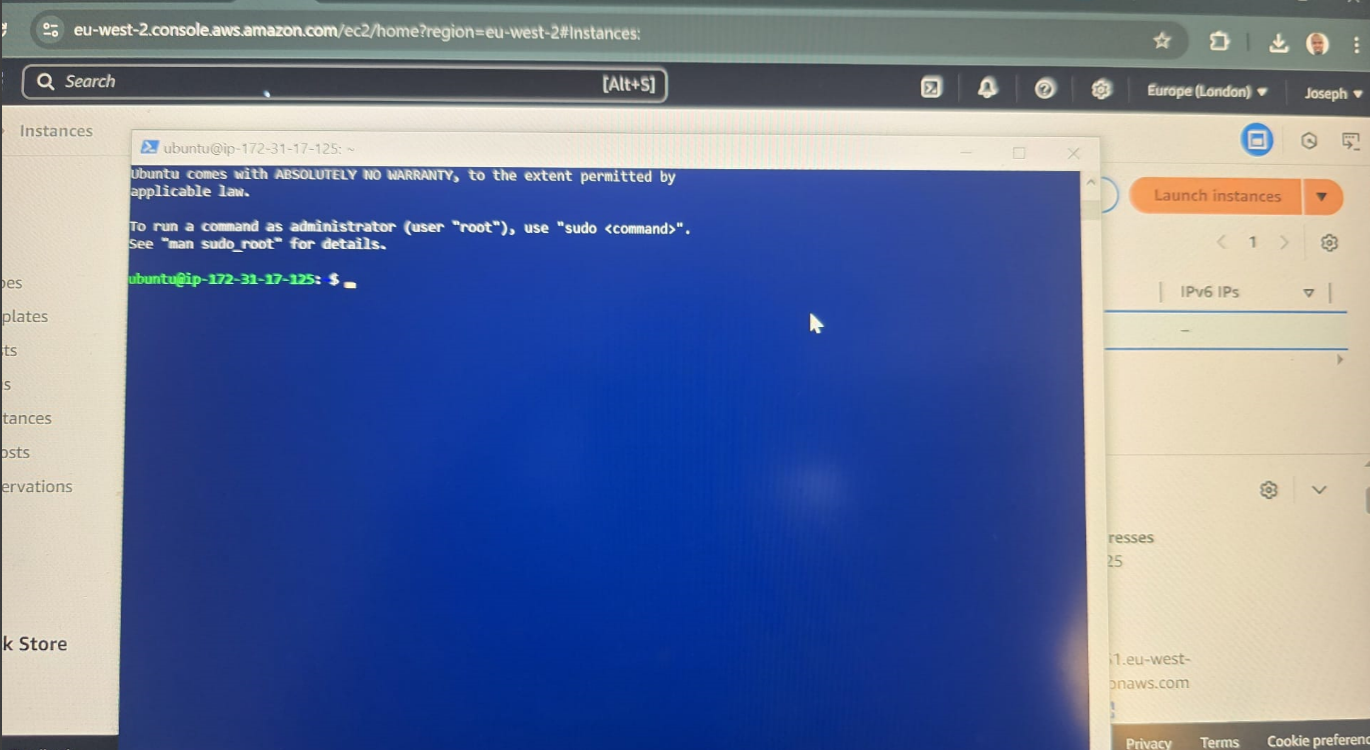 eu-west-2.console.aws.amazon.com/ec2/home?region=eu-west-2#Instances:
Search [Alt+S] Europe (London) Joseph
Instances
ubuntu@ip-172-31-17-125: ~
Ubuntu comes with ABSOLUTELY NO WARRANTY, to the extent permitted by
applicable law.
To run a command as administrator (user "root"), use "sudo <command>".
See "man sudo_root" for details.
ubuntu@ip-172-31-17-125: $
Launch instances
1
IPv6 IPs
–
pes
plates
ts
s
tances
osts
ervations
k Store
resses
25
1.eu-west-
onaws.com
Privacy Terms Cookie preferenc